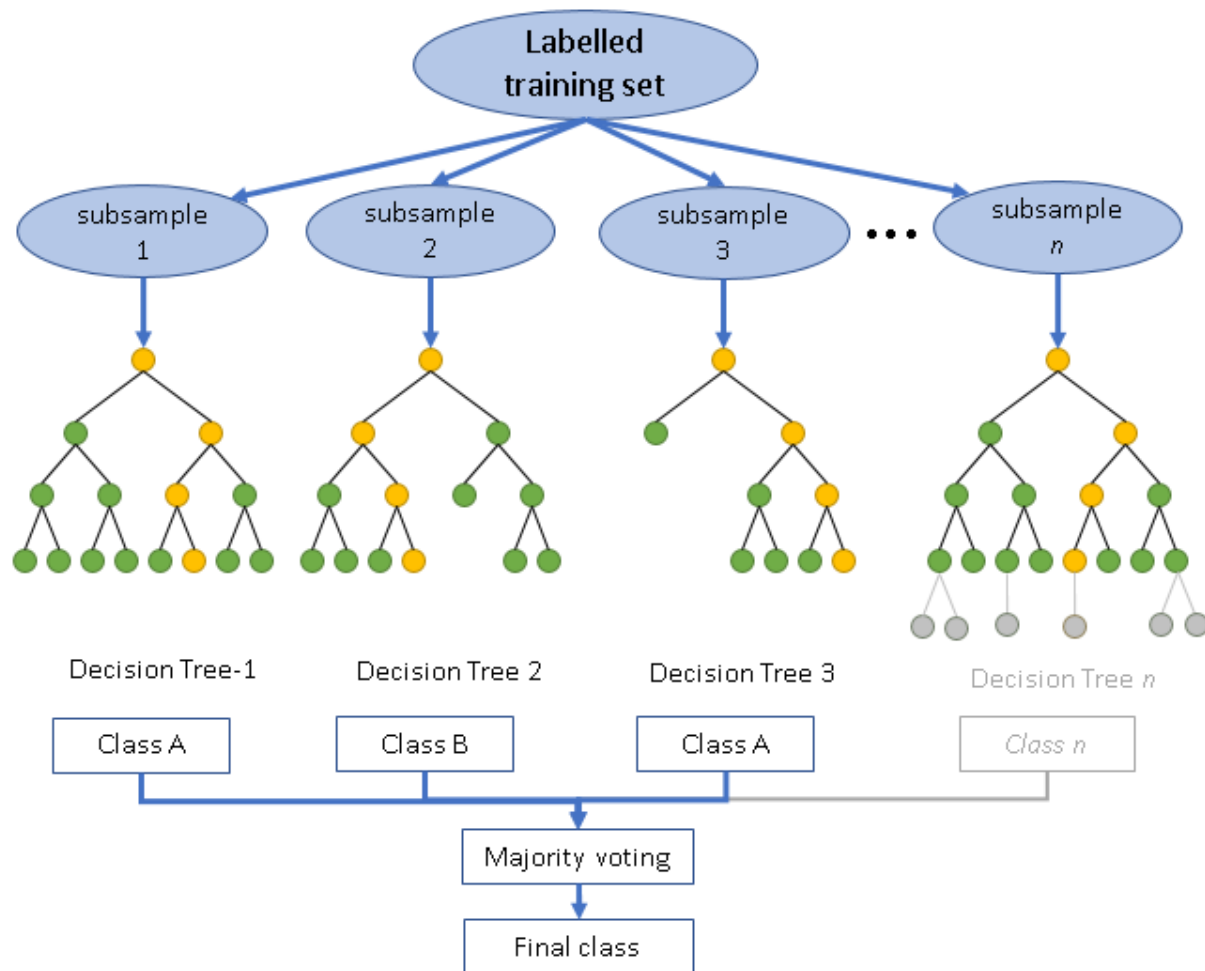 Labelled
training set
subsample
1
subsample
2
subsample
3
•••
subsample
n
Decision Tree-1
Decision Tree 2
Decision Tree 3
Decision Tree n
Class A
Class B
Class A
Class n
Majority voting
Final class